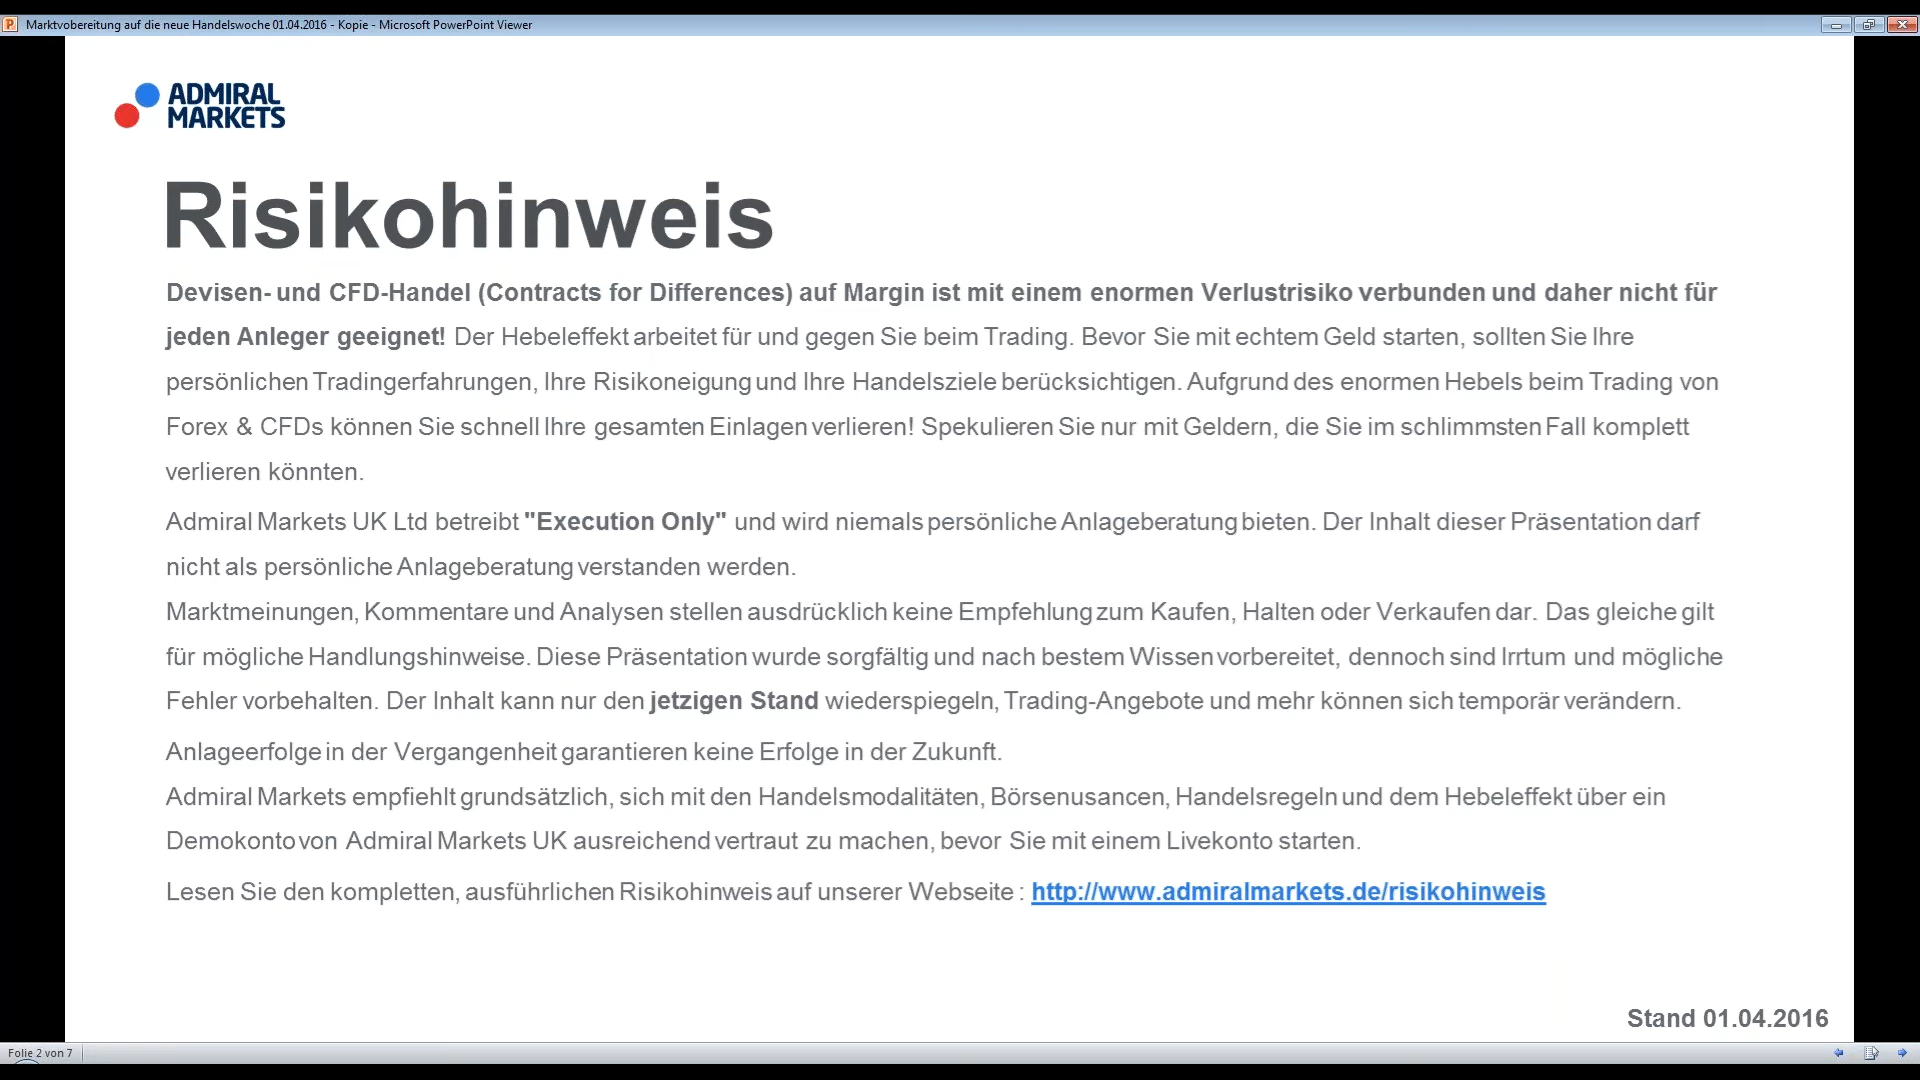 Marktvobereitung auf die neue Handelswoche 01.04.2016 - Kopie - Microsoft PowerPoint Viewer
ADMIRAL
MARKETS
Risikohinweis
Devisen- und CFD-Handel (Contracts for Differences) auf Margin ist mit einem enormen Verlustrisiko verbunden und daher nicht für
jeden Anleger geeignet! Der Hebeleffekt arbeitet für und gegen Sie beim Trading. Bevor Sie mit echtem Geld starten, sollten Sie Ihre
persönlichen Tradingerfahrungen, Ihre Risikoneigung und Ihre Handelsziele berücksichtigen. Aufgrund des enormen Hebels beim Trading von
Forex & CFDs können Sie schnell Ihre gesamten Einlagen verlieren! Spekulieren Sie nur mit Geldern, die Sie im schlimmsten Fall komplett
verlieren könnten.
Admiral Markets UK Ltd betreibt "Execution Only" und wird niemals persönliche Anlageberatung bieten. Der Inhalt dieser Präsentation darf
nicht als persönliche Anlageberatung verstanden werden.
Marktmeinungen, Kommentare und Analysen stellen ausdrücklich keine Empfehlung zum Kaufen, Halten oder Verkaufen dar. Das gleiche gilt
für mögliche Handlungshinweise. Diese Präsentation wurde sorgfältig und nach bestem Wissen vorbereitet, dennoch sind Irrtum und mögliche
Fehler vorbehalten. Der Inhalt kann nur den jetzigen Stand wiederspiegeln, Trading-Angebote und mehr können sich temporär verändern.
Anlageerfolge in der Vergangenheit garantieren keine Erfolge in der Zukunft.
Admiral Markets empfiehlt grundsätzlich, sich mit den Handelsmodalitäten, Börsenusancen, Handelsregeln und dem Hebeleffekt über ein
Demokonto von Admiral Markets UK ausreichend vertraut zu machen, bevor Sie mit einem Livekonto starten.
Lesen Sie den kompletten, ausführlichen Risikohinweis auf unserer Webseite : http://www.admiralmarkets.de/risikohinweis
Stand 01.04.2016
Folie 2 von 7